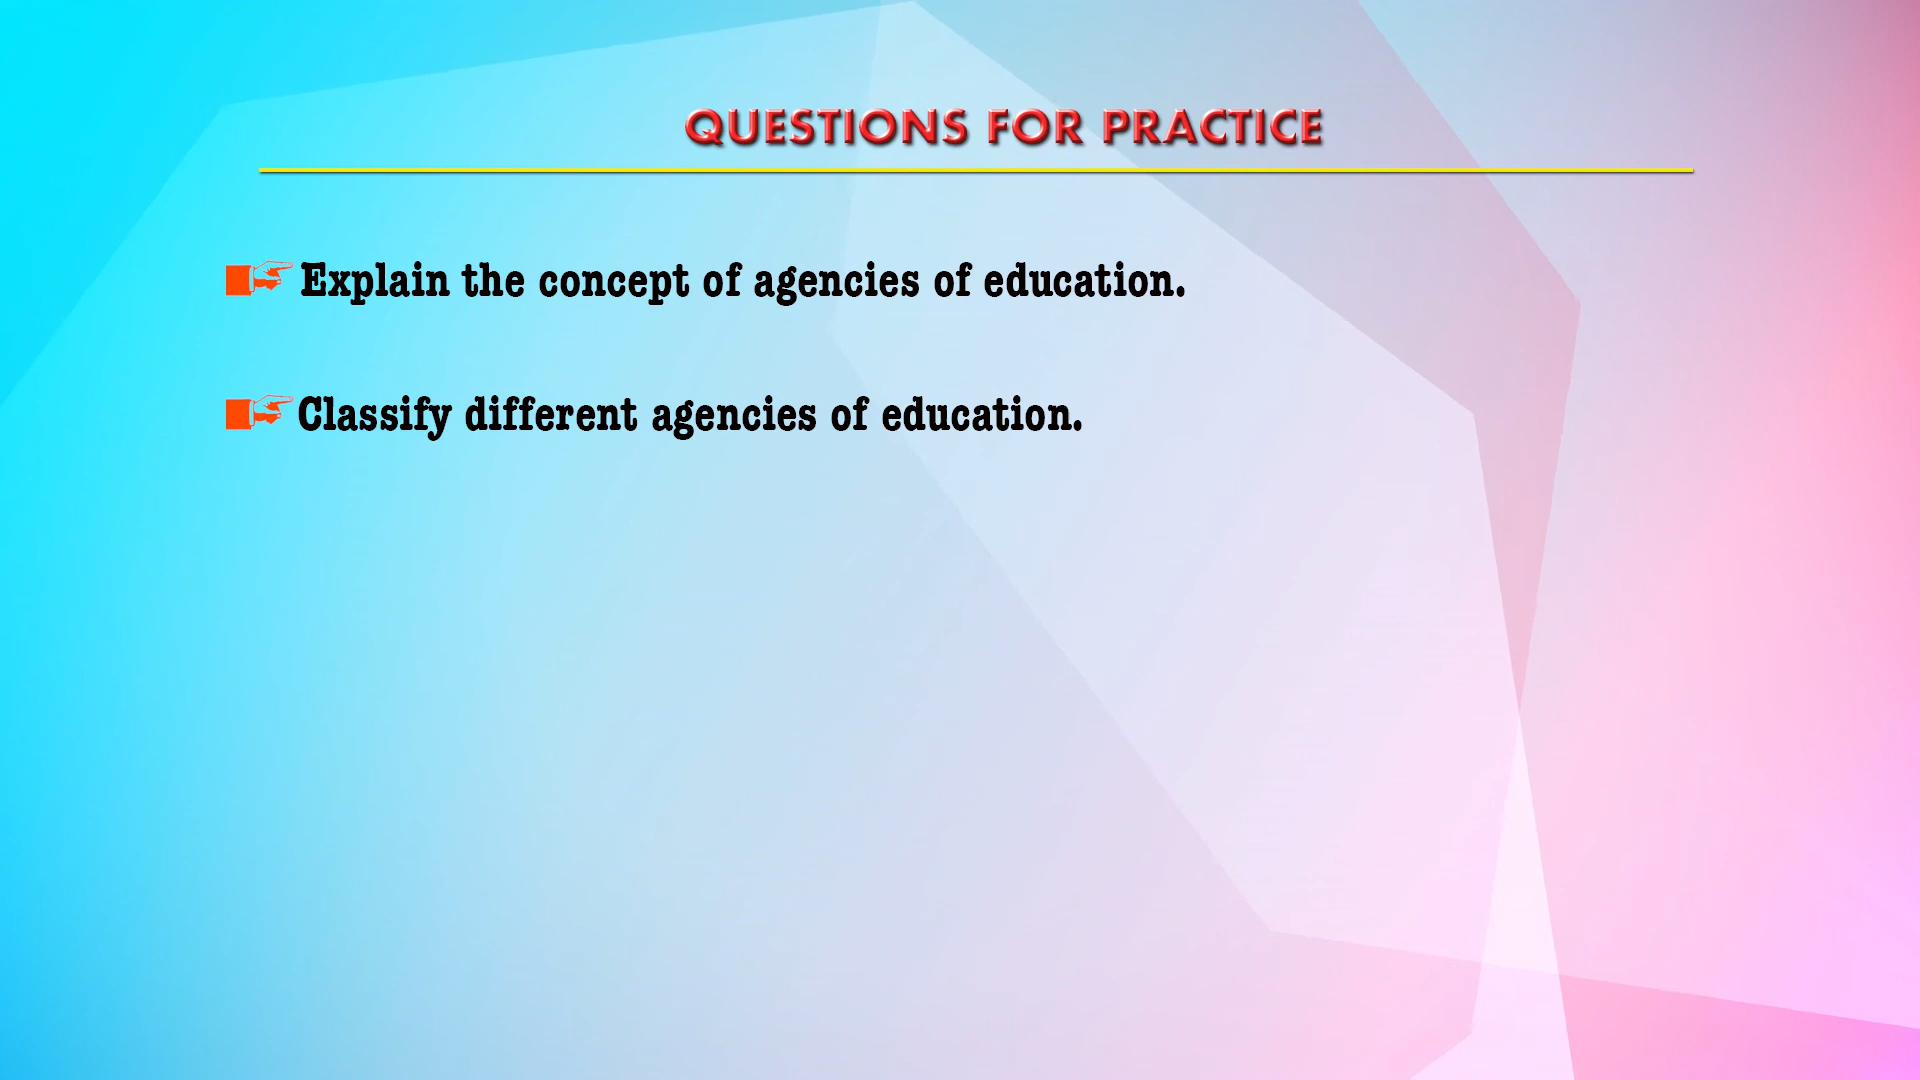 QUESTIONS FOR PRACTICE
Explain the concept of agencies of education.
Classify different agencies of education.